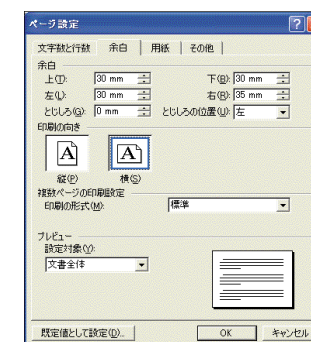 ページ設定
文字数と行数 余白 用紙 その他
余白
上(T): 30 mm 下(B): 30 mm
左(L): 30 mm 右(R): 35 mm
とじしろ(G): 0 mm とじしろの位置(U): 左
印刷の向き
A A
縦(P) 横(S)
複数ページの印刷設定
印刷の形式(M): 標準
プレビュー
設定対象(Y):
文書全体
既定値として設定(D)... OK キャンセル